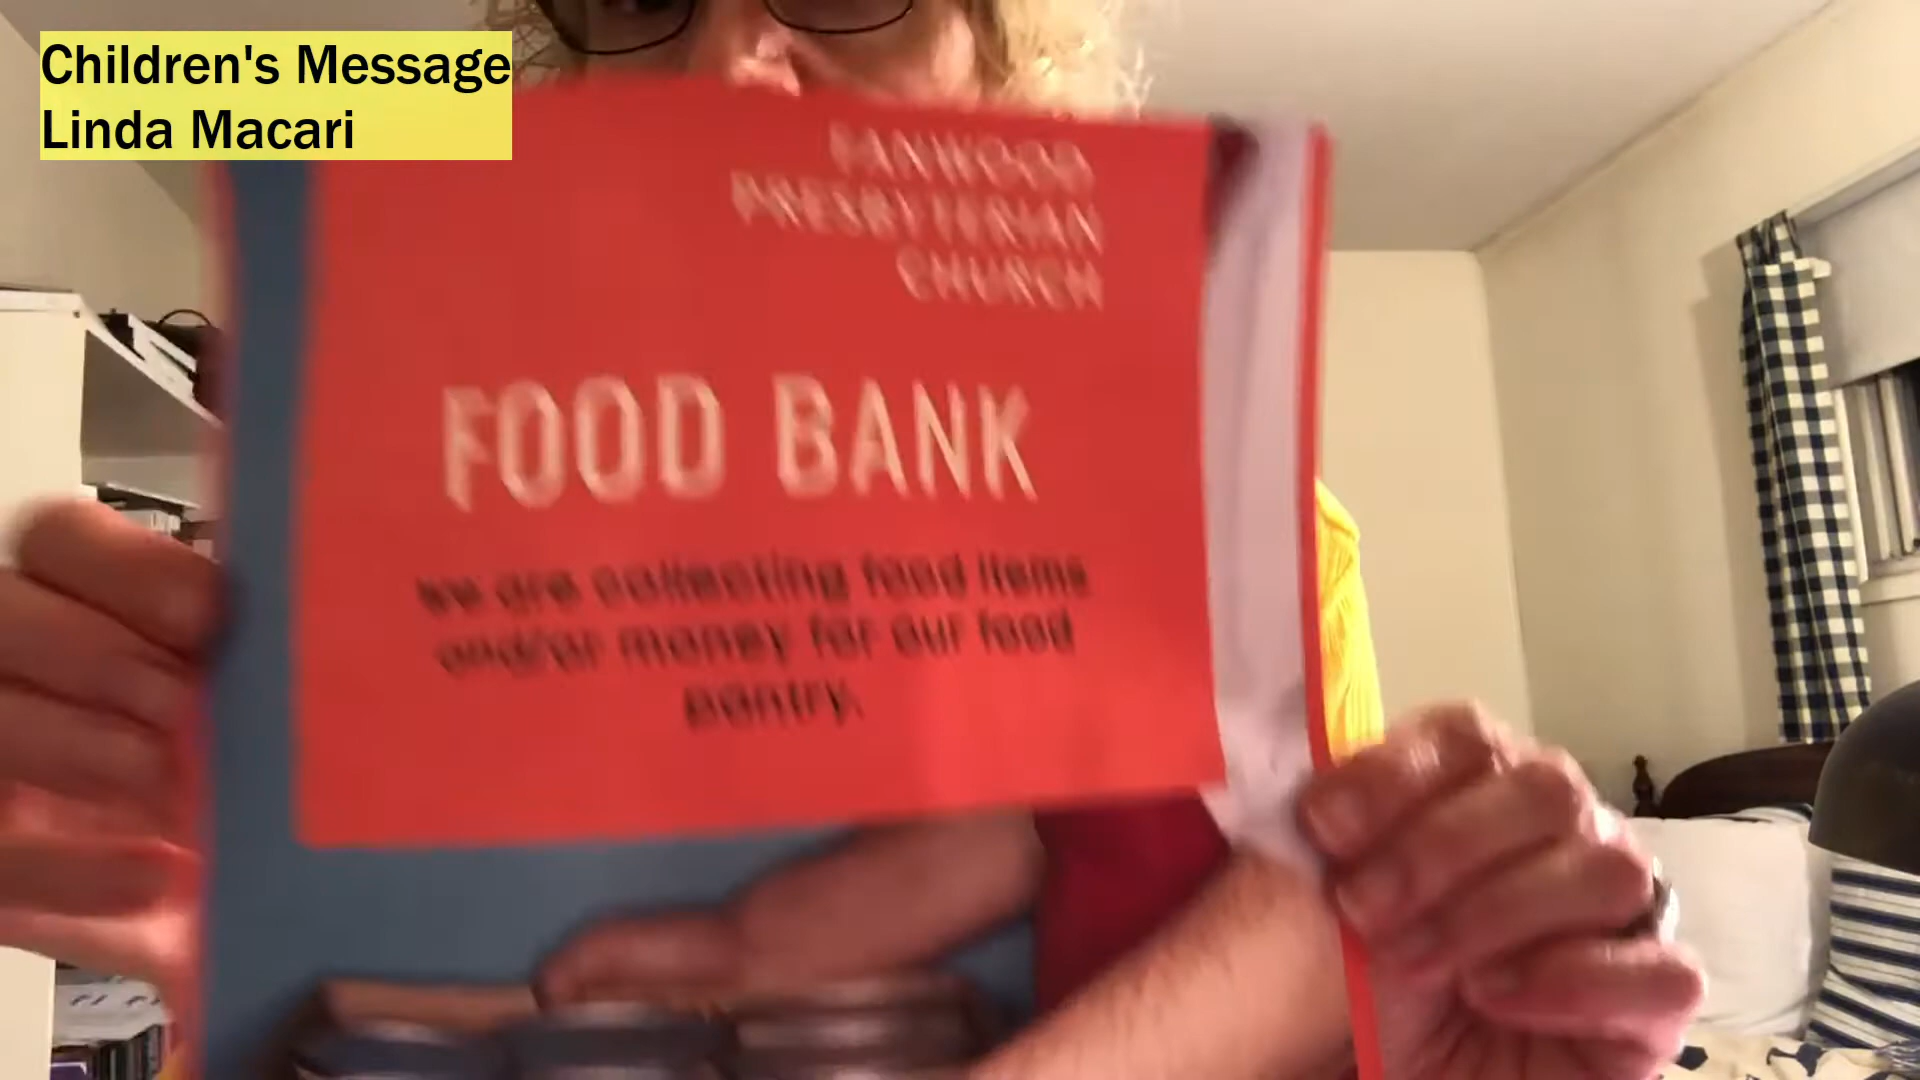 Children's Message
Linda Macari
FANWOOD
PRESBYTERIAN
CHURCH
FOOD BANK
we are collecting food items
and/or money for our food
pantry.